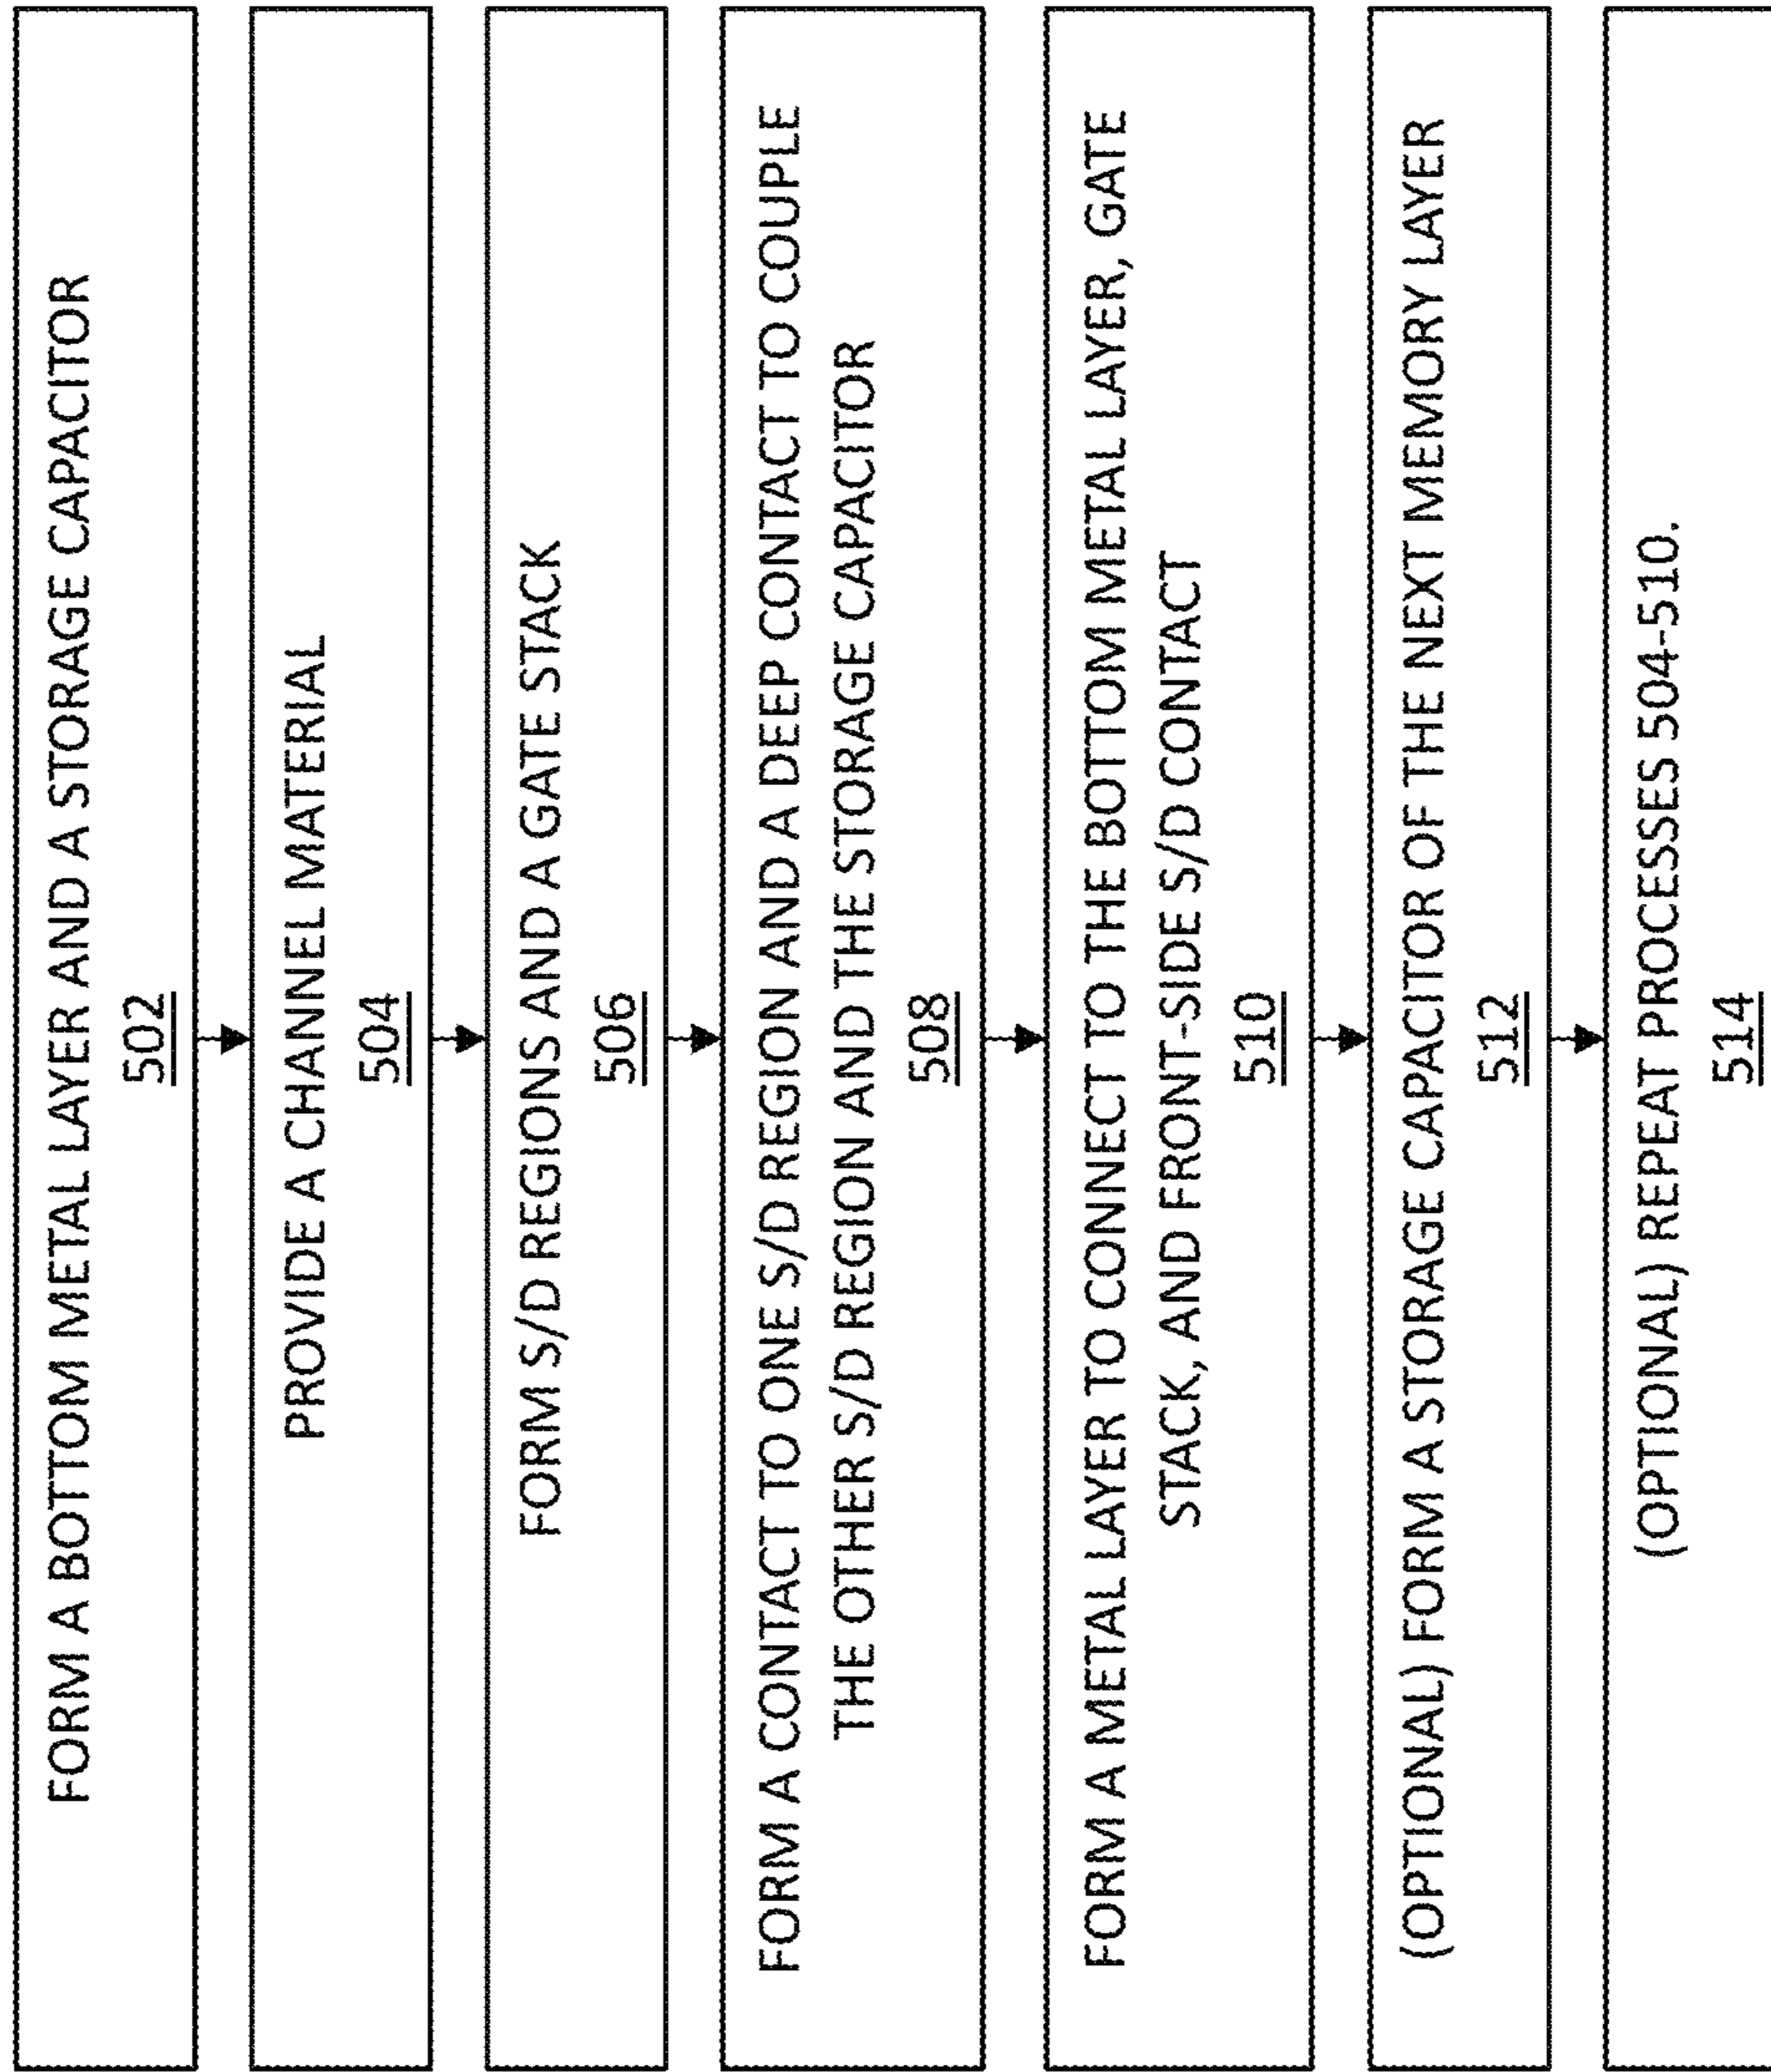 FORM A BOTTOM METAL LAYER AND A STORAGE CAPACITOR
502
PROVIDE A CHANNEL MATERIAL
504
FORM S/D REGIONS AND A GATE STACK
506
FORM A CONTACT TO ONE S/D REGION AND A DEEP CONTACT TO COUPLE
THE OTHER S/D REGION AND THE STORAGE CAPACITOR
508
FORM A METAL LAYER TO CONNECT TO THE BOTTOM METAL LAYER, GATE
STACK, AND FRONT-SIDE S/D CONTACT
510
(OPTIONAL) FORM A STORAGE CAPACITOR OF THE NEXT MEMORY LAYER
512
(OPTIONAL) REPEAT PROCESSES 504-510.
514